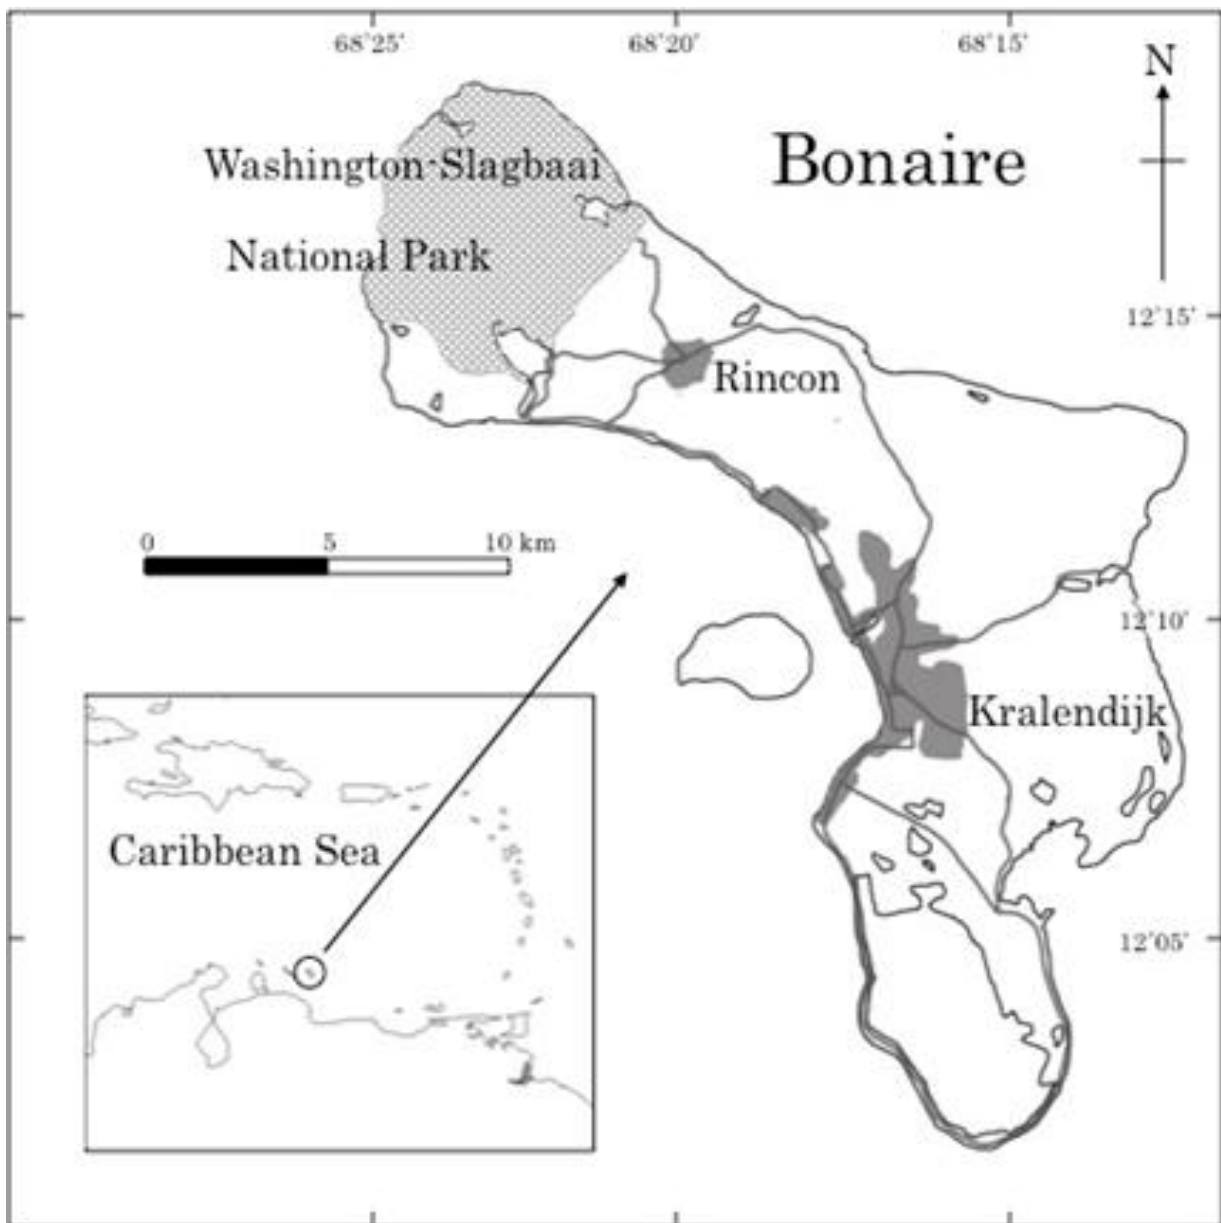 68°25'
68°20'
68°15'
N
Washington-Slagbaai
Bonaire
National Park
12°15'
Rincon
0
5
10 km
12°10'
Kralendijk
Caribbean Sea
12°05'